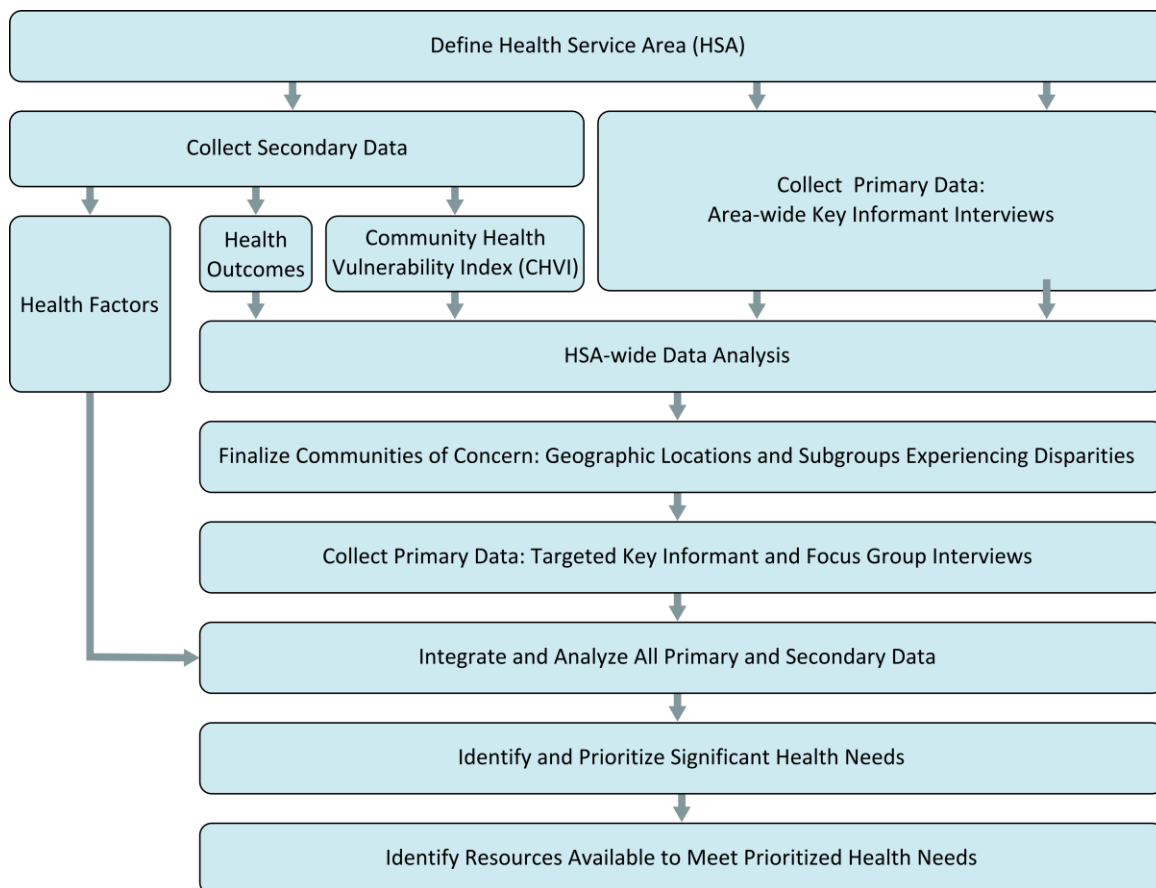 Define Health Service Area (HSA)
Collect Secondary Data
Collect Primary Data:
Area-wide Key Informant Interviews
Health Factors
Health
Outcomes
Community Health
Vulnerability Index (CHVI)
HSA-wide Data Analysis
Finalize Communities of Concern: Geographic Locations and Subgroups Experiencing Disparities
Collect Primary Data: Targeted Key Informant and Focus Group Interviews
Integrate and Analyze All Primary and Secondary Data
Identify and Prioritize Significant Health Needs
Identify Resources Available to Meet Prioritized Health Needs